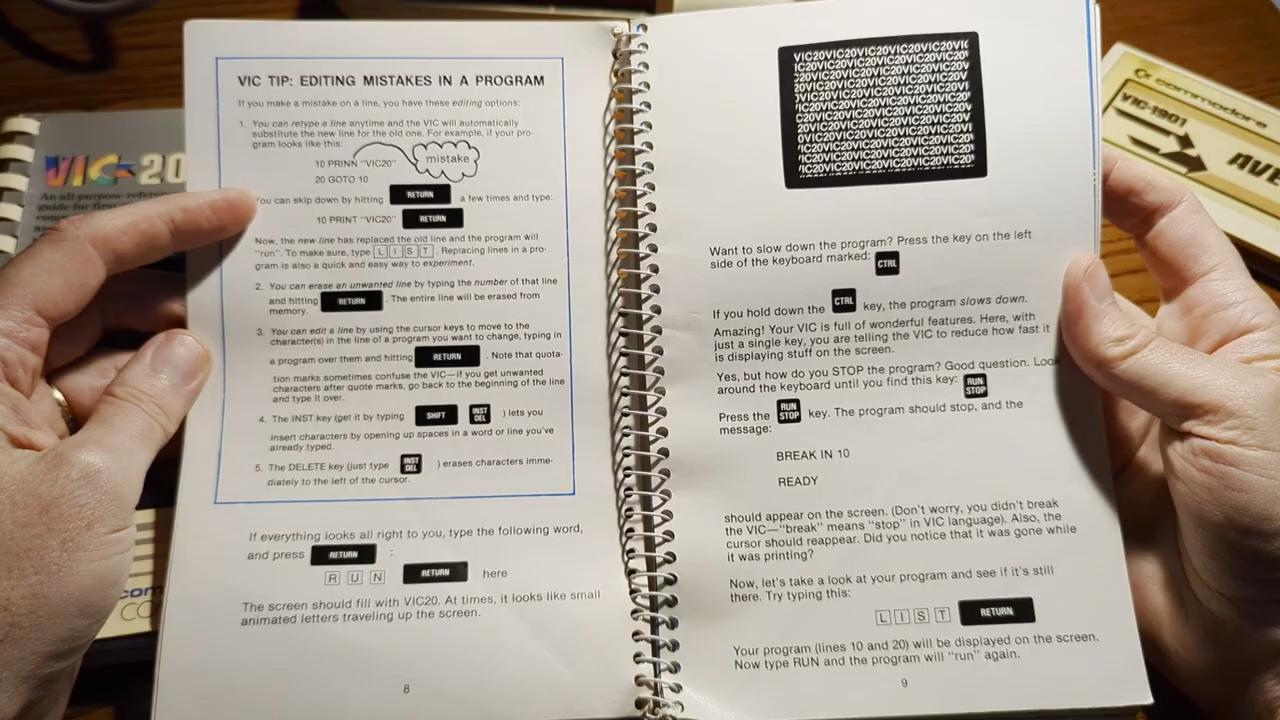 VIC TIP: EDITING MISTAKES IN A PROGRAM
If you make a mistake on a line, you have these editing options:
1. You can retype a line anytime and the VIC will automatically
substitute the new line for the old one. For example, if your pro-
gram looks like this:
10 PRINN "VIC20" mistake
20 GOTO 10
You can skip down by hitting RETURN a few times and type:
10 PRINT "VIC20" RETURN
Now, the new line has replaced the old line and the program will
"run". To make sure, type L I S T . Replacing lines in a pro-
gram is also a quick and easy way to experiment.
2. You can erase an unwanted line by typing the number of that line
and hitting RETURN . The entire line will be erased from
memory.
3. You can edit a line by using the cursor keys to move to the
character(s) in the line of a program you want to change, typing in
a program over them and hitting RETURN . Note that quota-
tion marks sometimes confuse the VIC—if you get unwanted
characters after quote marks, go back to the beginning of the line
and type it over.
4. The INST key (get it by typing SHIFT INST DEL ) lets you
insert characters by opening up spaces in a word or line you've
already typed.
5. The DELETE key (just type INST DEL ) erases characters imme-
diately to the left of the cursor.
If everything looks all right to you, type the following word,
and press RETURN :
R U N RETURN here
The screen should fill with VIC20. At times, it looks like small
animated letters traveling up the screen.
8
VIC20VIC20VIC20VIC20VIC
Want to slow down the program? Press the key on the left
side of the keyboard marked: CTRL
If you hold down the CTRL key, the program slows down.
Amazing! Your VIC is full of wonderful features. Here, with
just a single key, you are telling the VIC to reduce how fast it
is displaying stuff on the screen.
Yes, but how do you STOP the program? Good question. Look
around the keyboard until you find this key: RUN STOP
Press the RUN STOP key. The program should stop, and the
message:
BREAK IN 10
READY
should appear on the screen. (Don't worry, you didn't break
the VIC—"break" means "stop" in VIC language). Also, the
cursor should reappear. Did you notice that it was gone while
it was printing?
Now, let's take a look at your program and see if it's still
there. Try typing this:
L I S T RETURN
Your program (lines 10 and 20) will be displayed on the screen.
Now type RUN and the program will "run" again.
9
VIC-20
An all-purpose
guide for
commodore
VIC-1901
AVE
com